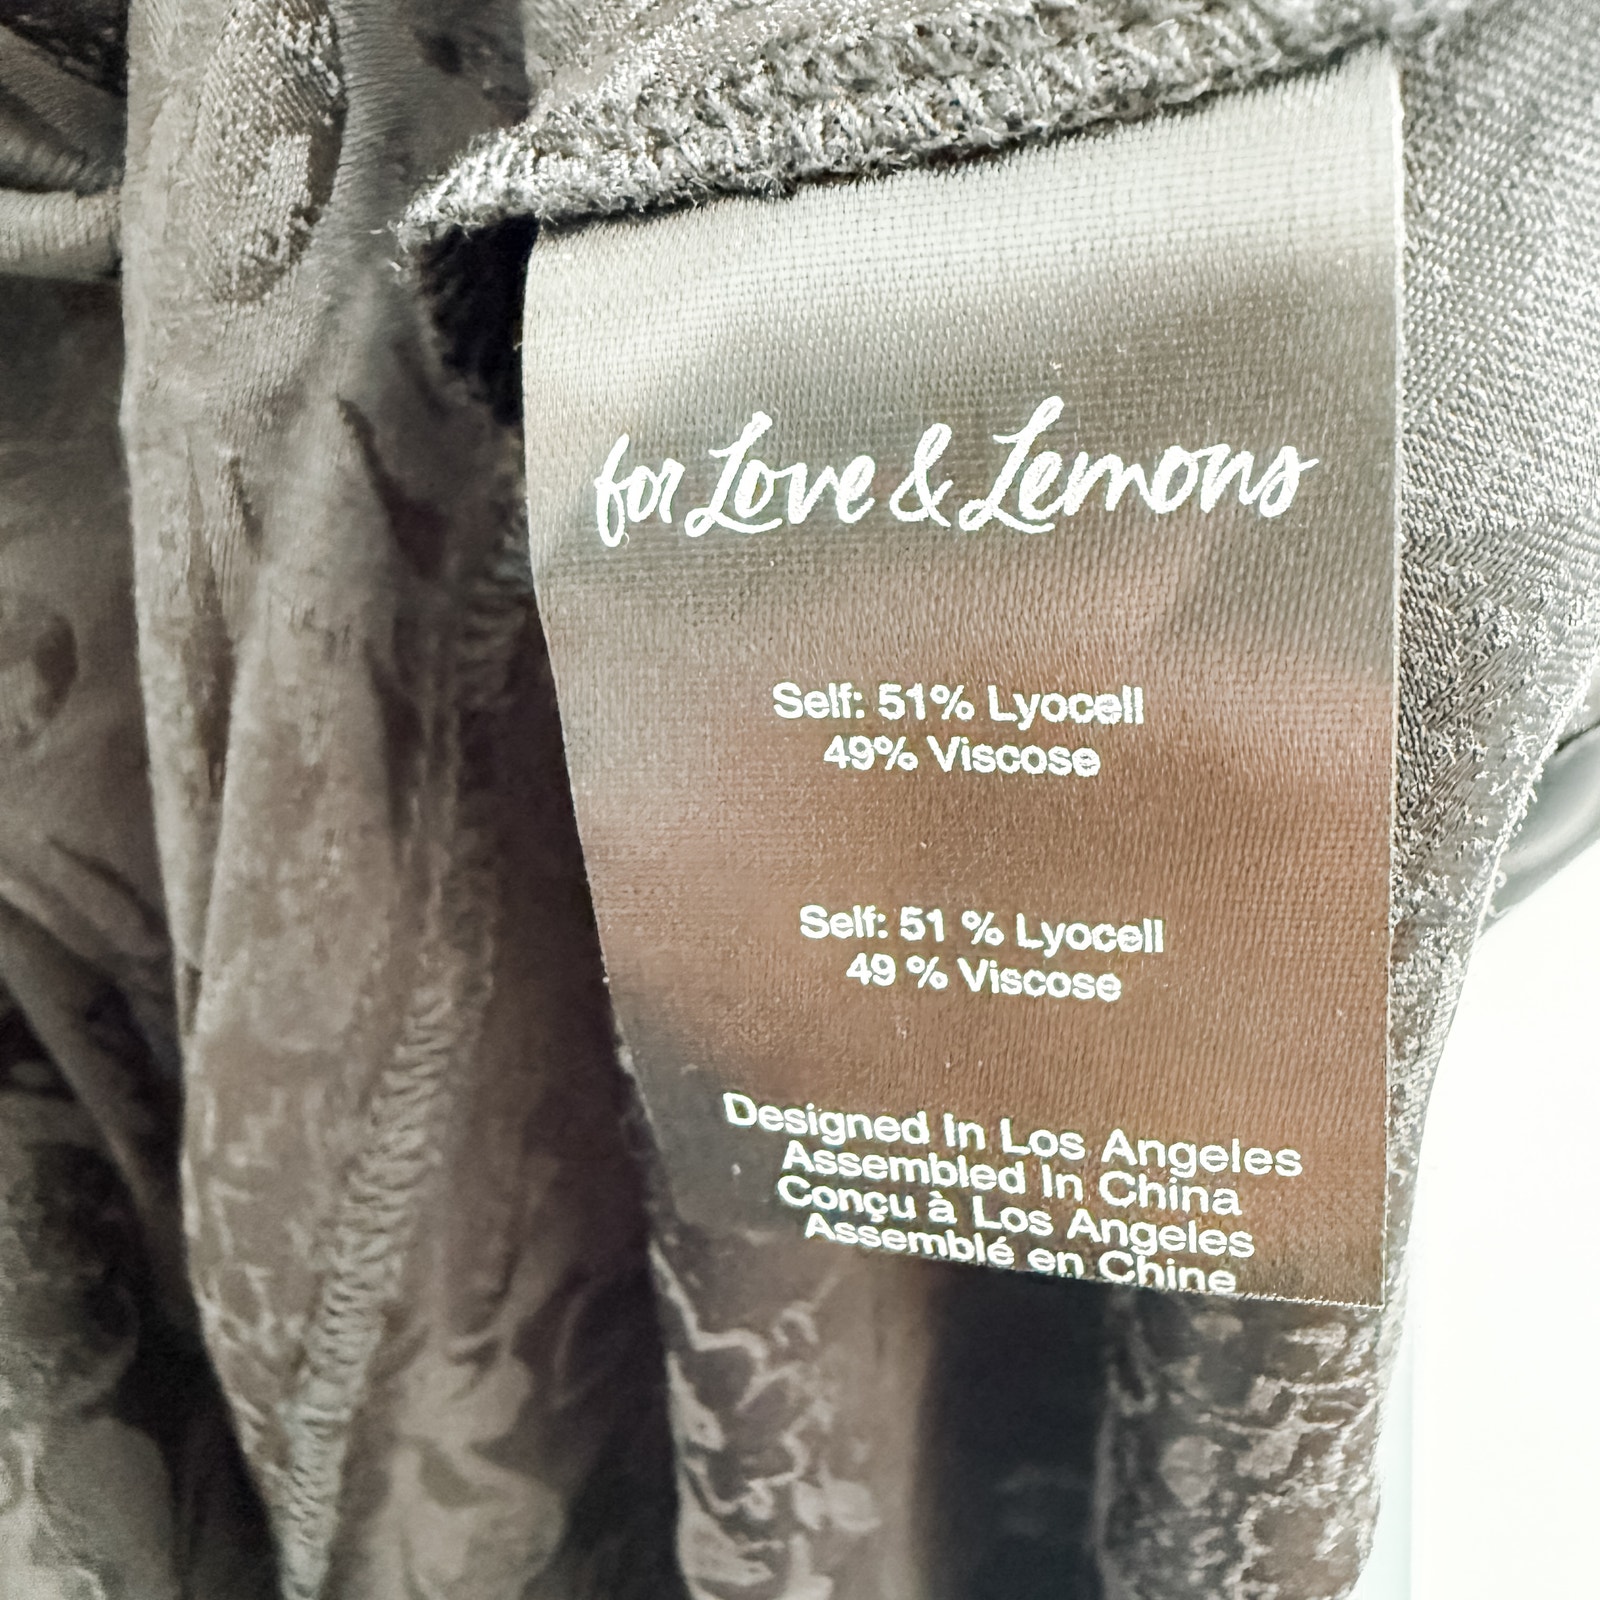 for Love & Lemons
Self: 51% Lyocell
49% Viscose
Self: 51 % Lyocell
49 % Viscose
Designed In Los Angeles
Assembled In China
Conçu à Los Angeles
Assemblé en Chine